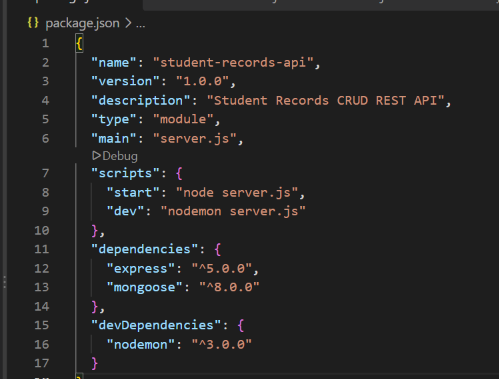 package.json > ...
1 {
2 "name": "student-records-api",
3 "version": "1.0.0",
4 "description": "Student Records CRUD REST API",
5 "type": "module",
6 "main": "server.js",
Debug
7 "scripts": {
8 "start": "node server.js",
9 "dev": "nodemon server.js"
10 },
11 "dependencies": {
12 "express": "^5.0.0",
13 "mongoose": "^8.0.0"
14 },
15 "devDependencies": {
16 "nodemon": "^3.0.0"
17 }